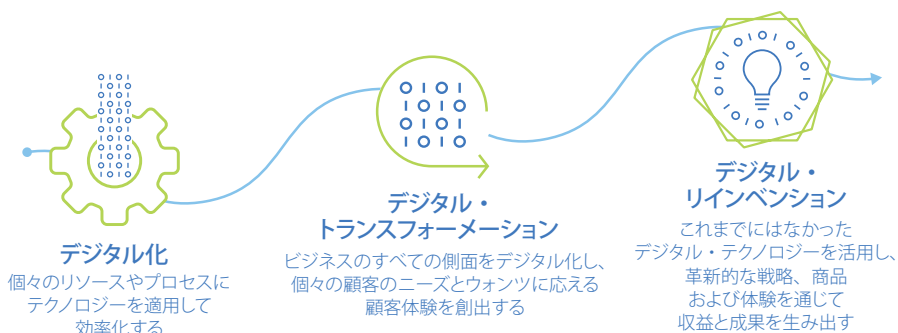 デジタル化
個々のリソースやプロセスに
テクノロジーを適用して
効率化する
デジタル・
トランスフォーメーション
ビジネスのすべての側面をデジタル化し、
個々の顧客のニーズとウォンツに応える
顧客体験を創出する
デジタル・
リインベンション
これまでにはなかった
デジタル・テクノロジーを活用し、
革新的な戦略、商品
および体験を通じて
収益と成果を生み出す